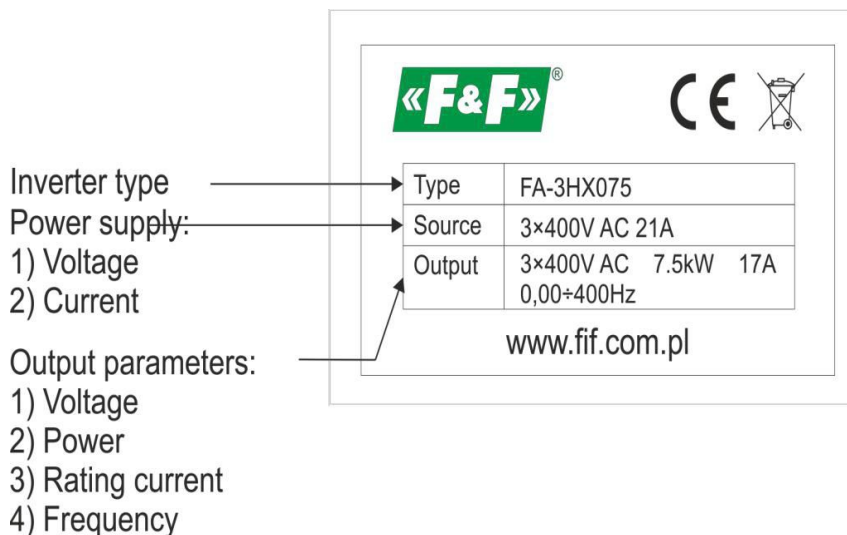 «F&F»®
CE
Inverter type
Power supply:
1) Voltage
2) Current
Output parameters:
1) Voltage
2) Power
3) Rating current
4) Frequency
Type FA-3HX075
Source 3×400V AC 21A
Output 3×400V AC 7.5kW 17A
0,00÷400Hz
www.fif.com.pl